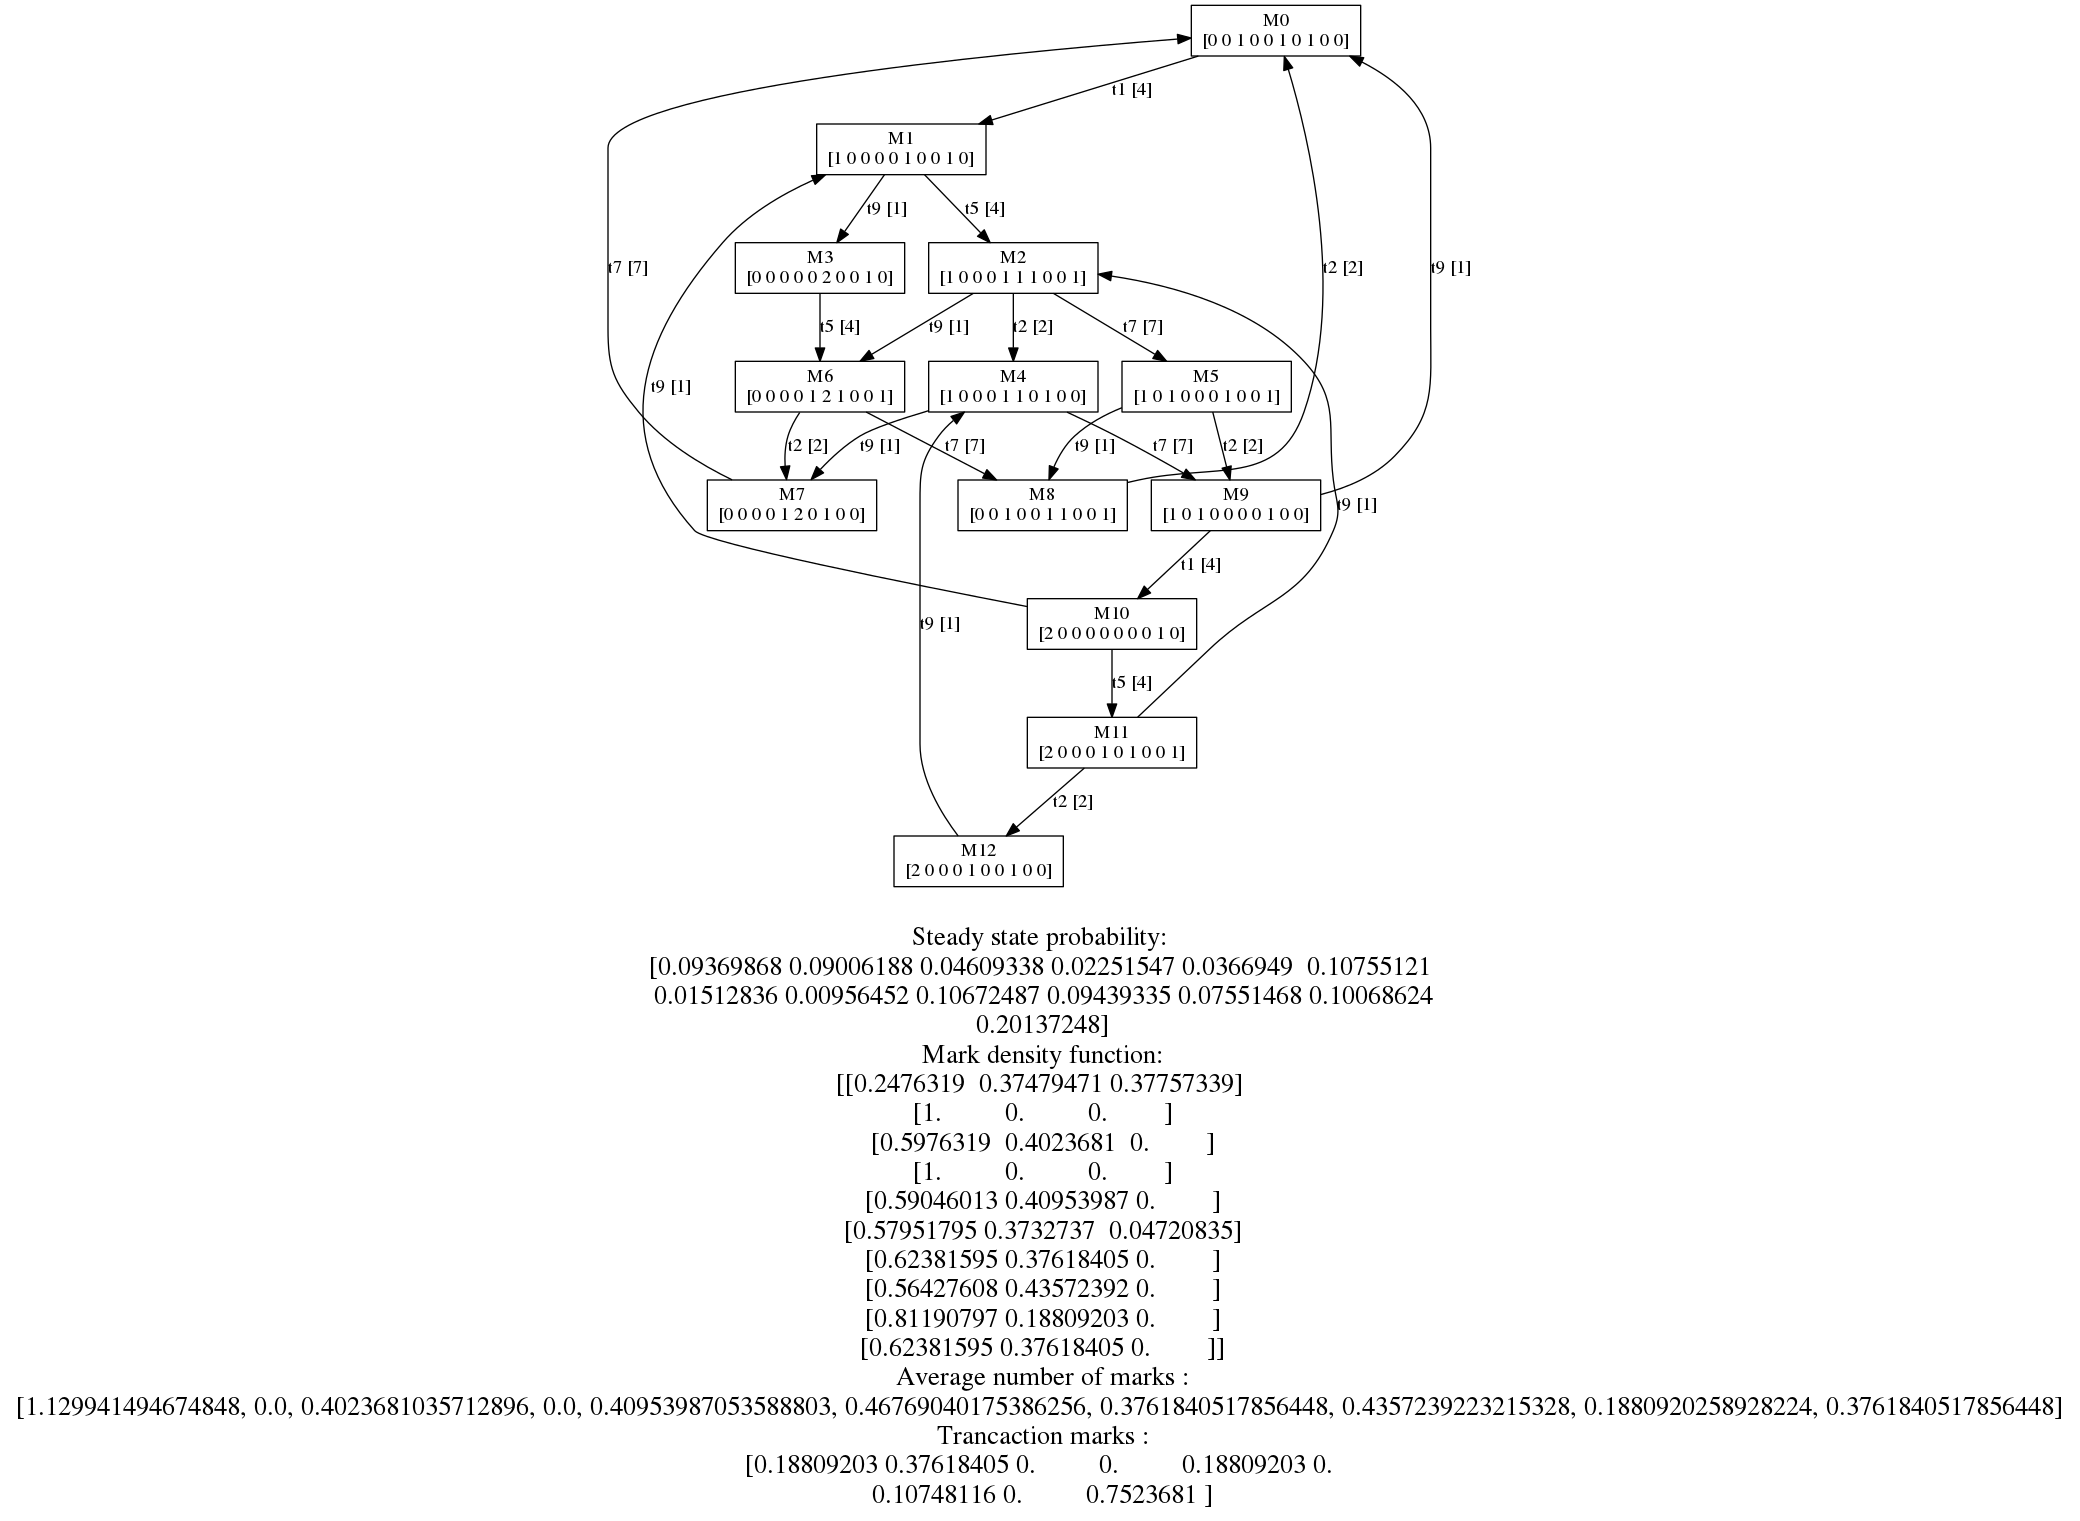 M0
[0 0 1 0 0 1 0 1 0 0]
t1 [4]
M1
[1 0 0 0 0 1 0 0 1 0]
t9 [1]
t5 [4]
M3
[0 0 0 0 0 2 0 0 1 0]
M2
[1 0 0 0 1 1 1 0 0 1]
t7 [7]
t2 [2]
t9 [1]
t5 [4]
t9 [1]
t2 [2]
t7 [7]
M6
[0 0 0 0 1 2 1 0 0 1]
M4
[1 0 0 0 1 1 0 1 0 0]
M5
[1 0 1 0 0 0 1 0 0 1]
t9 [1]
t2 [2]
t9 [1]
t7 [7]
t9 [1]
t7 [7]
t2 [2]
M7
[0 0 0 0 1 2 0 1 0 0]
M8
[0 0 1 0 0 1 1 0 0 1]
M9
[1 0 1 0 0 0 0 1 0 0]
t9 [1]
t1 [4]
M10
[2 0 0 0 0 0 0 0 1 0]
t9 [1]
t5 [4]
M11
[2 0 0 0 1 0 1 0 0 1]
t2 [2]
M12
[2 0 0 0 1 0 0 1 0 0]
Steady state probability:
[0.09369868 0.09006188 0.04609338 0.02251547 0.0366949 0.10755121
0.01512836 0.00956452 0.10672487 0.09439335 0.07551468 0.10068624
0.20137248]
Mark density function:
[[0.2476319 0.37479471 0.37757339]
[1. 0. 0. ]
[0.5976319 0.4023681 0. ]
[1. 0. 0. ]
[0.59046013 0.40953987 0. ]
[0.57951795 0.3732737 0.04720835]
[0.62381595 0.37618405 0. ]
[0.56427608 0.43572392 0. ]
[0.81190797 0.18809203 0. ]
[0.62381595 0.37618405 0. ]]
Average number of marks :
[1.129941494674848, 0.0, 0.4023681035712896, 0.0, 0.40953987053588803, 0.46769040175386256, 0.3761840517856448, 0.4357239223215328, 0.1880920258928224, 0.3761840517856448]
Trancaction marks :
[0.18809203 0.37618405 0. 0. 0.18809203 0.
0.10748116 0. 0.7523681 ]